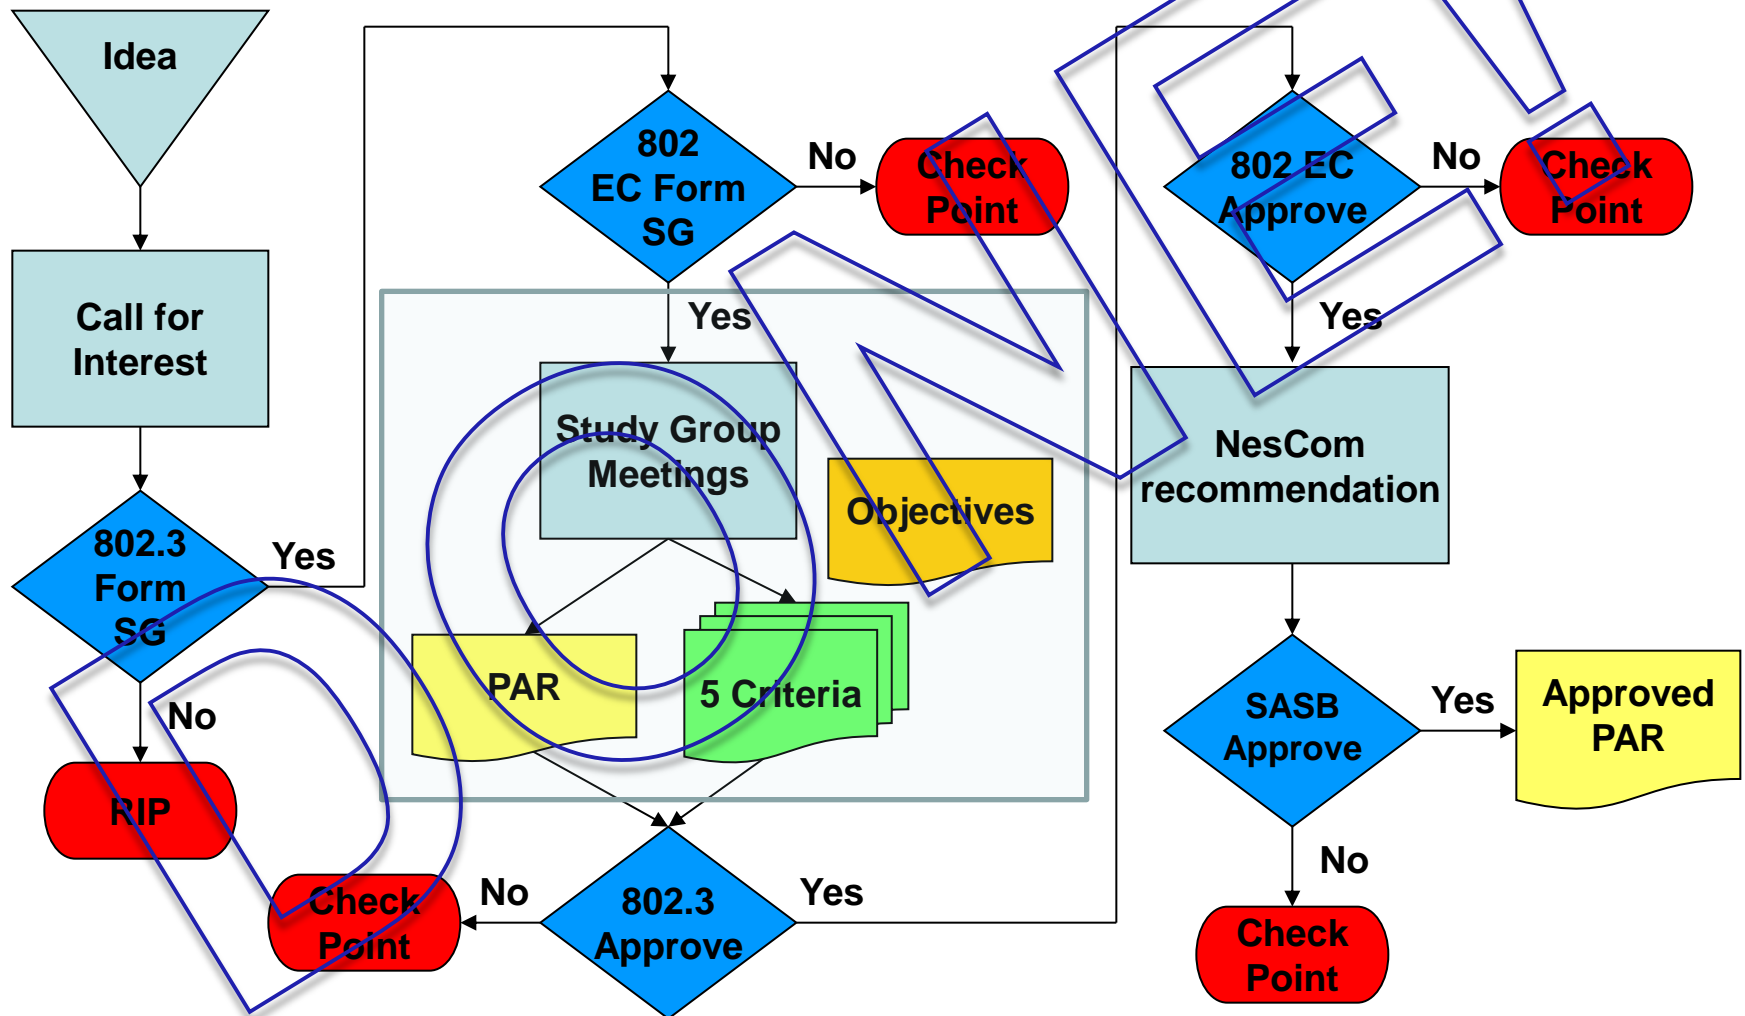 Idea
Call for
Interest
802.3
Form
SG
Yes
No
RIP
802
EC Form
SG
No
Check
Point
Yes
Study Group
Meetings
Objectives
PAR
5 Criteria
802.3
Approve
No
Check
Point
Yes
802 EC
Approve
No
Check
Point
Yes
NesCom
recommendation
SASB
Approve
Yes
Approved
PAR
No
Check
Point
DONE!